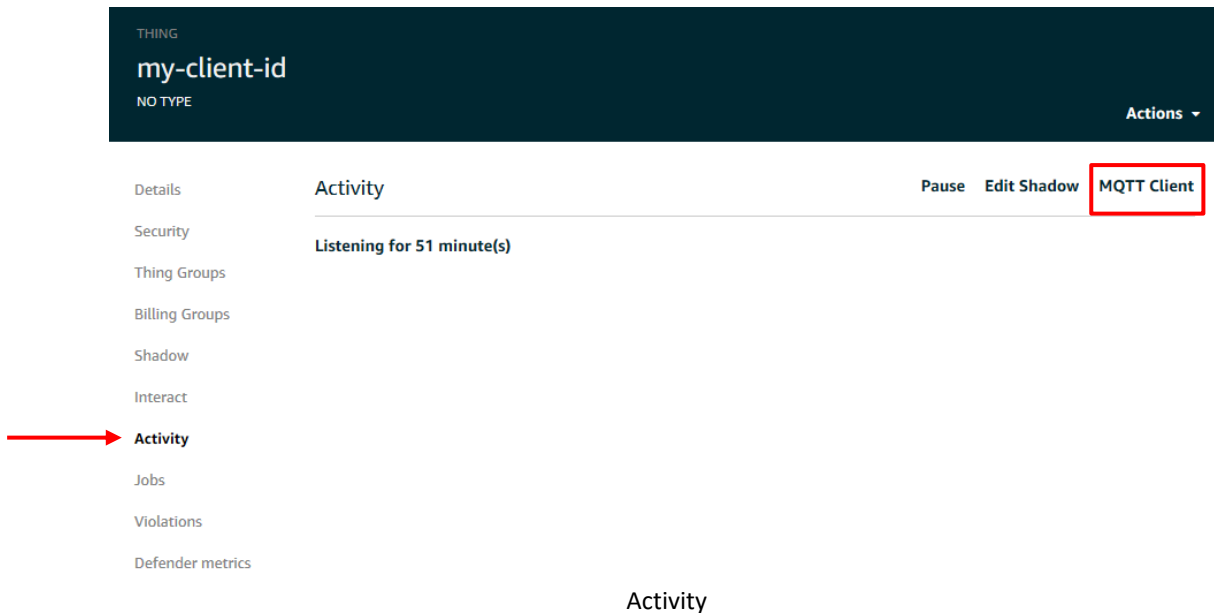 THING
my-client-id
NO TYPE
Actions
Details
Security
Thing Groups
Billing Groups
Shadow
Interact
Activity
Jobs
Violations
Defender metrics
Activity
Pause Edit Shadow MQTT Client
Listening for 51 minute(s)
Activity